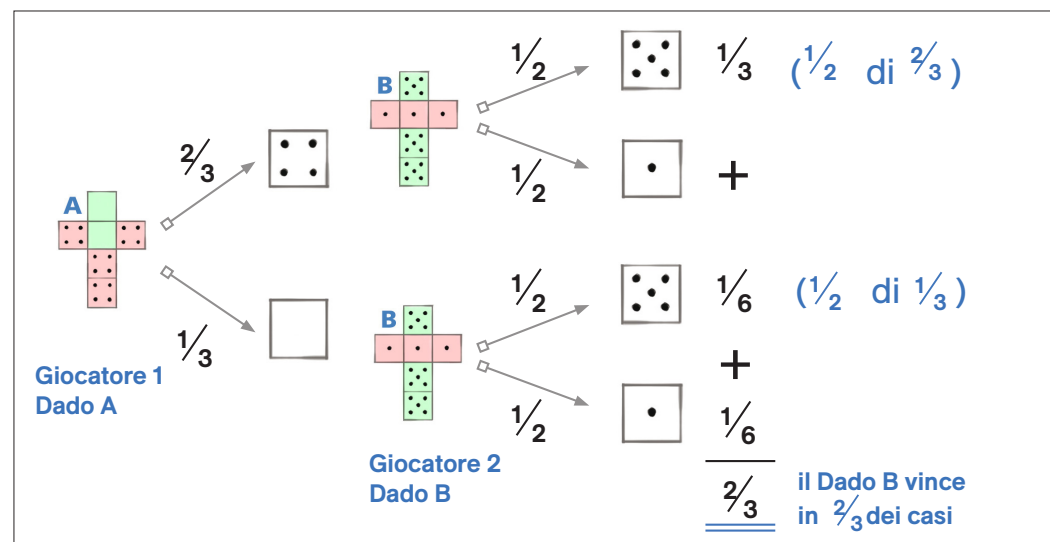 1/2
1/3 (1/2 di 2/3)
B
2/3
1/2
+
A
1/2
1/6 (1/2 di 1/3)
B
1/3
+
Giocatore 1
Dado A
1/2
1/6
Giocatore 2
Dado B
2/3
il Dado B vince
in 2/3 dei casi